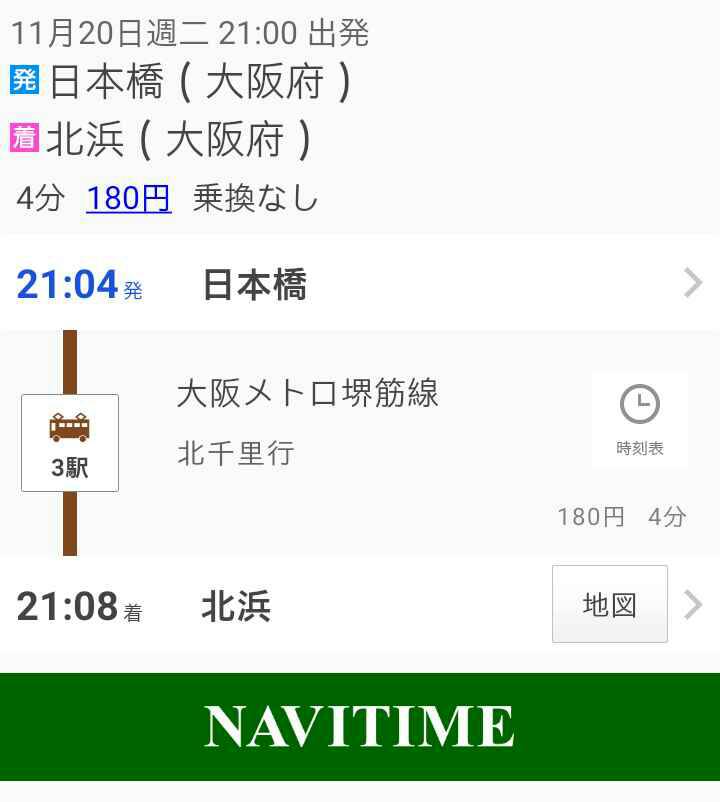 11月20日週二 21:00 出発
発 日本橋 ( 大阪府 )
着 北浜 ( 大阪府 )
4分 180円 乗換なし
21:04 発 日本橋
大阪メトロ堺筋線
北千里行
時刻表
3駅
180円 4分
21:08 着 北浜 地図
NAVITIME